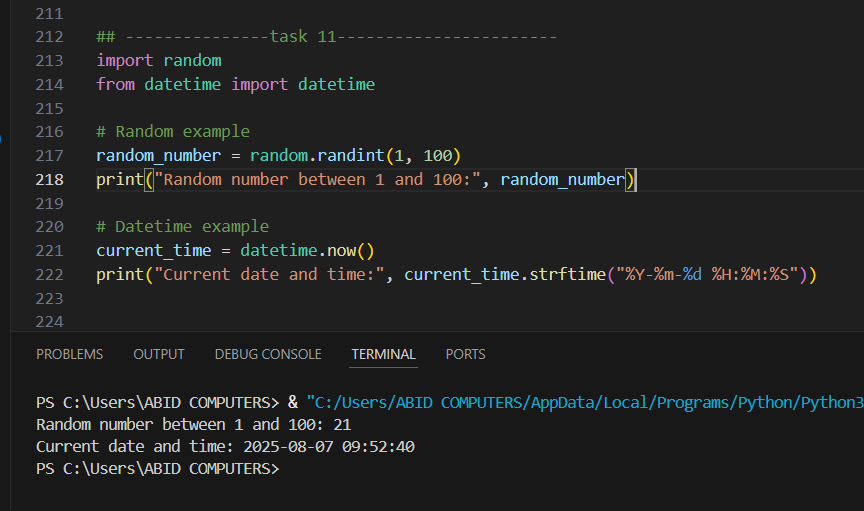 211
212 ## ---------------task 11-----------------------
213 import random
214 from datetime import datetime
215
216 # Random example
217 random_number = random.randint(1, 100)
218 print("Random number between 1 and 100:", random_number)
219
220 # Datetime example
221 current_time = datetime.now()
222 print("Current date and time:", current_time.strftime("%Y-%m-%d %H:%M:%S"))
223
224
PROBLEMS OUTPUT DEBUG CONSOLE TERMINAL PORTS
PS C:\Users\ABID COMPUTERS> & "C:/Users/ABID COMPUTERS/AppData/Local/Programs/Python/Python3
Random number between 1 and 100: 21
Current date and time: 2025-08-07 09:52:40
PS C:\Users\ABID COMPUTERS>